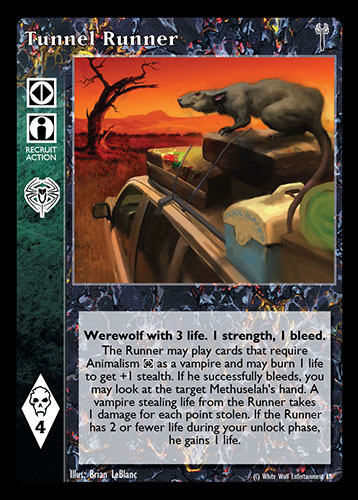 Tunnel Runner
RECRUIT
ACTION
COOL RUNNER
Werewolf with 3 life. 1 strength, 1 bleed.
The Runner may play cards that require
Animalism as a vampire and may burn 1 life
to get +1 stealth. If he successfully bleeds, you
may look at the target Methuselah's hand. A
vampire stealing life from the Runner takes
1 damage for each point stolen. If the Runner
has 2 or fewer life during your unlock phase,
he gains 1 life.
4
Illus: Brian LeBlanc (C) White Wolf Entertainment AB